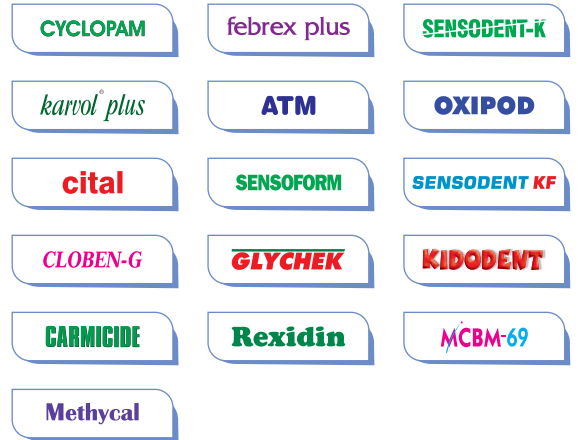 CYCLOPAM
febrex plus
SENSODENT-K
karvol® plus
ATM
OXIPOD
cital
SENSOFORM
SENSODENT KF
CLOBEN-G
GLYCHEK
KIDODENT
CARMICIDE
Rexidin
MCBM-69
Methycal